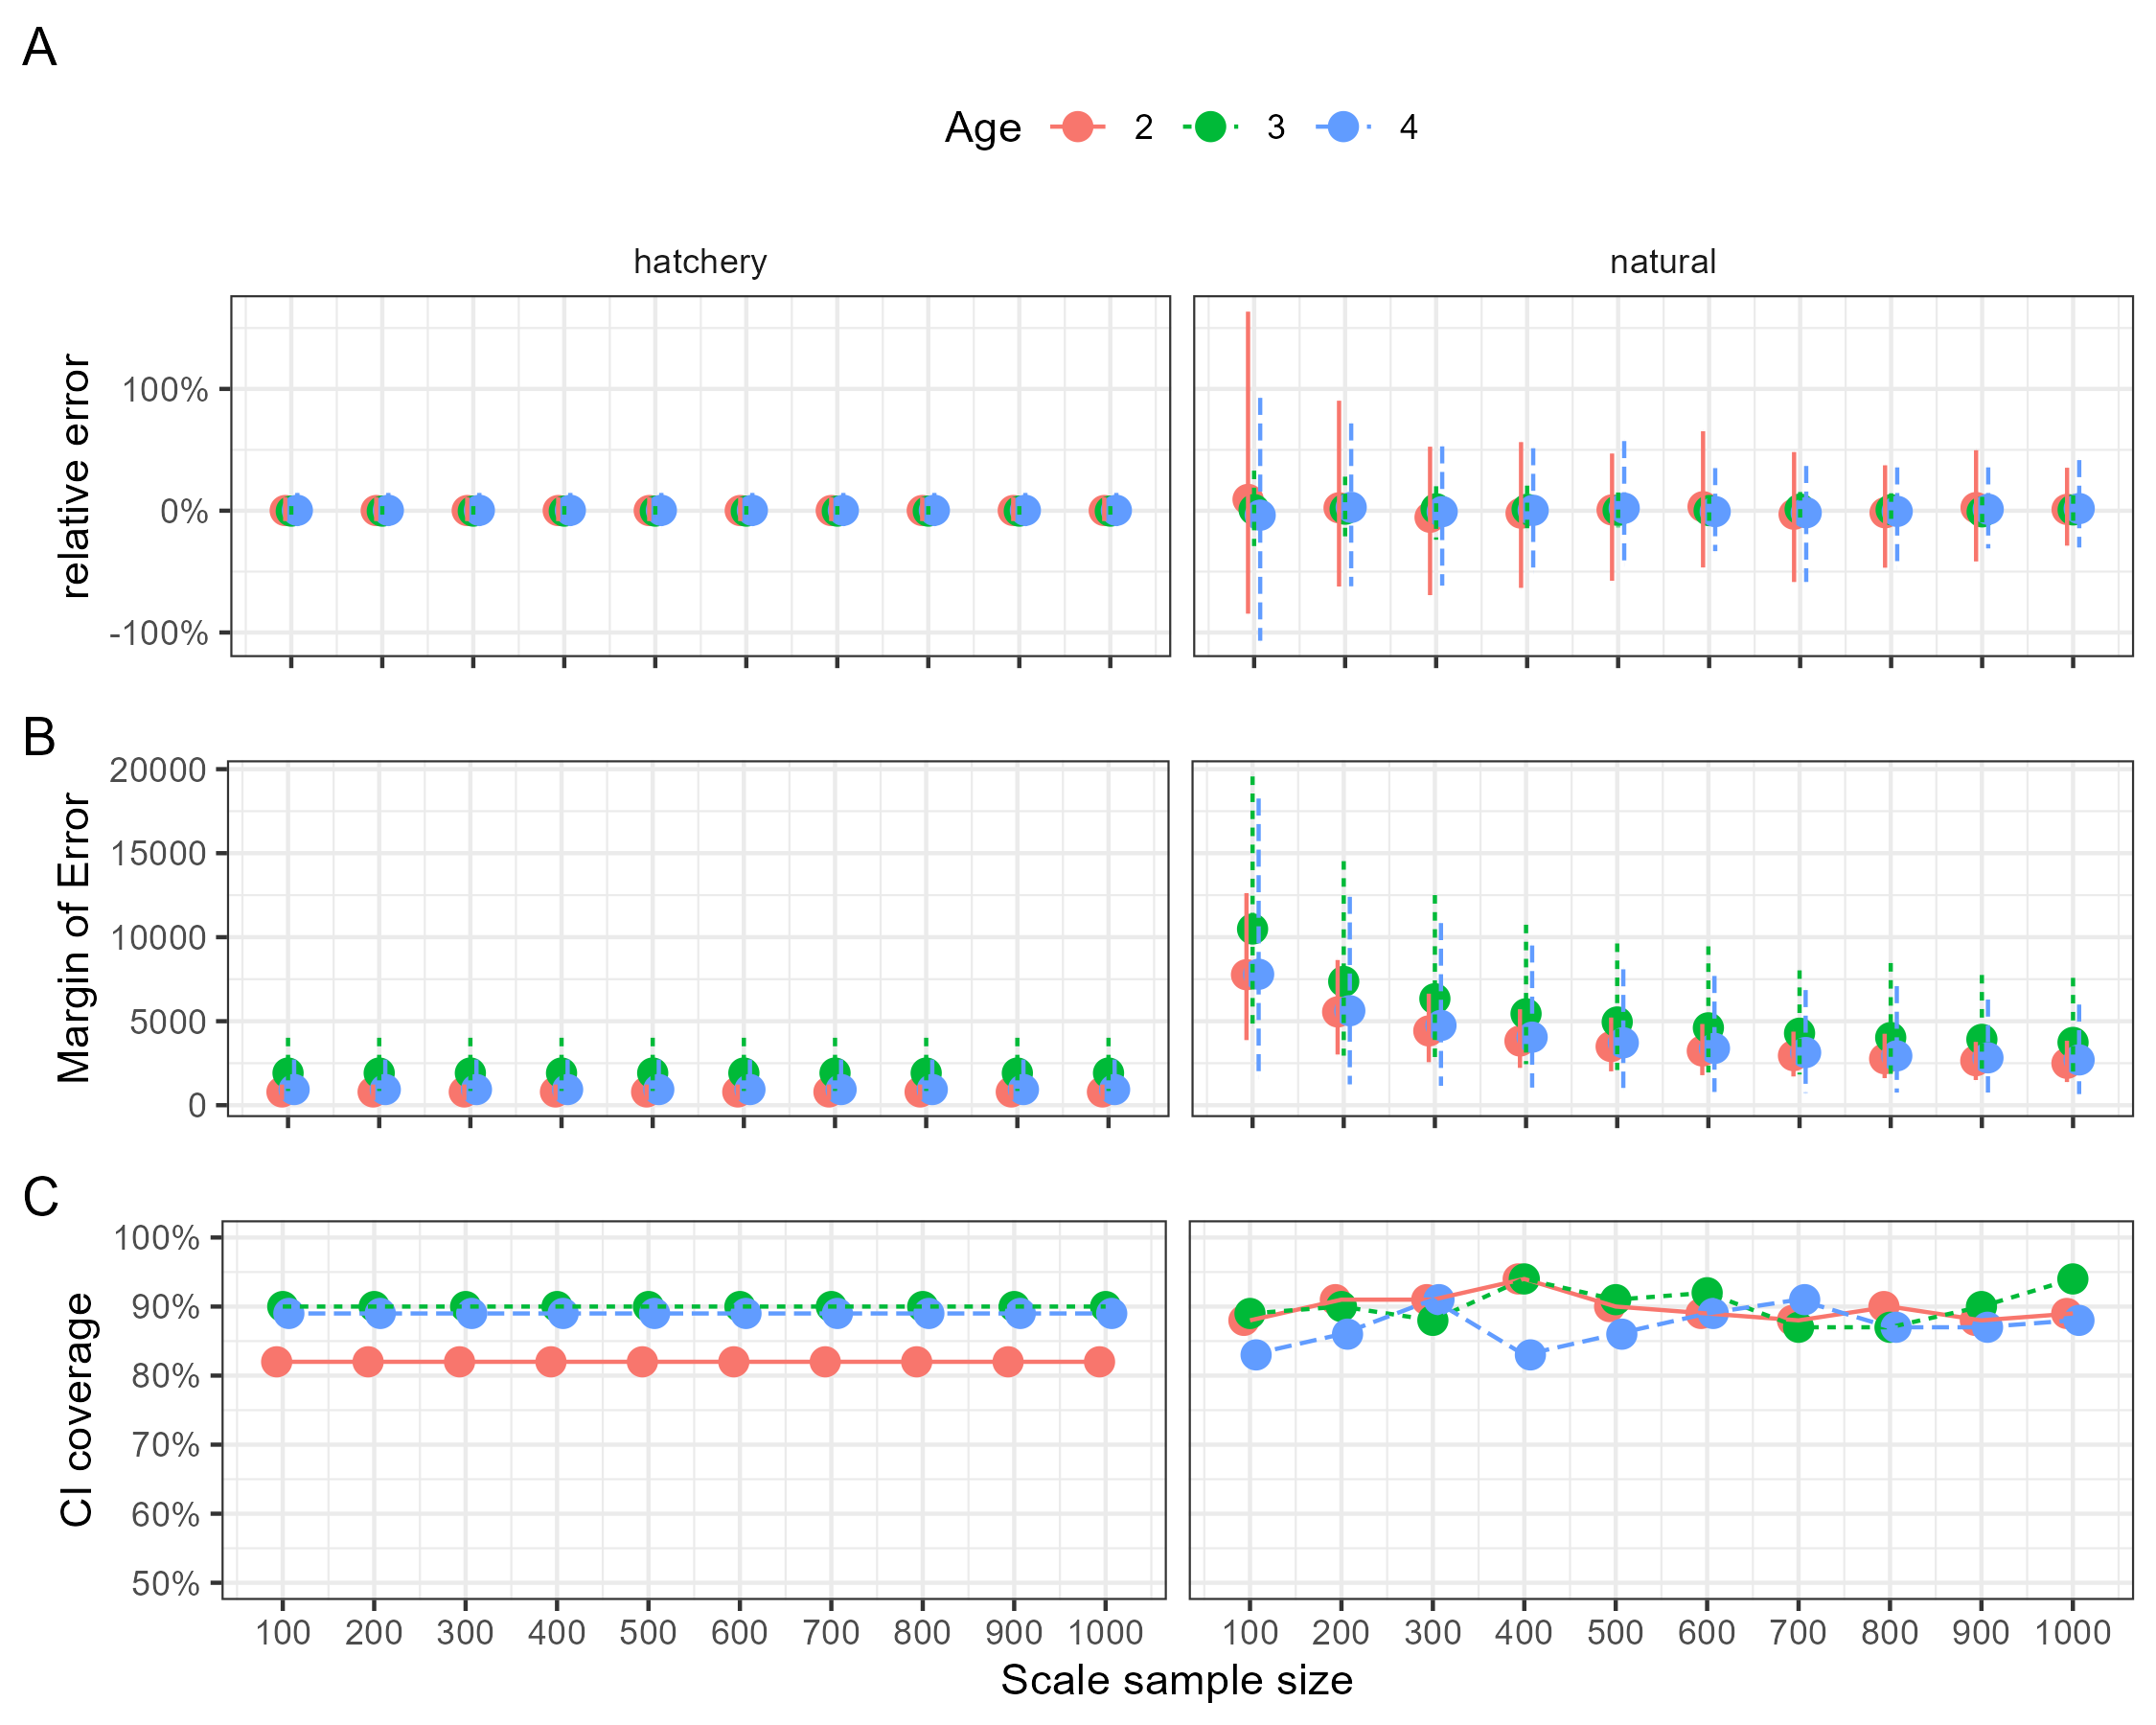 A
Age 2 3 4
hatchery natural
relative error
100%
0%
-100%
B
Margin of Error
20000
15000
10000
5000
0
C
CI coverage
100%
90%
80%
70%
60%
50%
100 200 300 400 500 600 700 800 900 1000 100 200 300 400 500 600 700 800 900 1000
Scale sample size